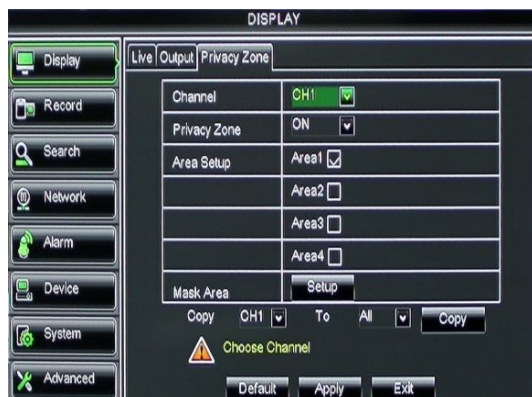 DISPLAY
Display
Record
Search
Network
Alarm
Device
System
Advanced
Live Output Privacy Zone
Channel CH1
Privacy Zone ON
Area Setup Area1
Area2
Area3
Area4
Mask Area Setup
Copy CH1 To All Copy
Choose Channel
Default Apply Exit